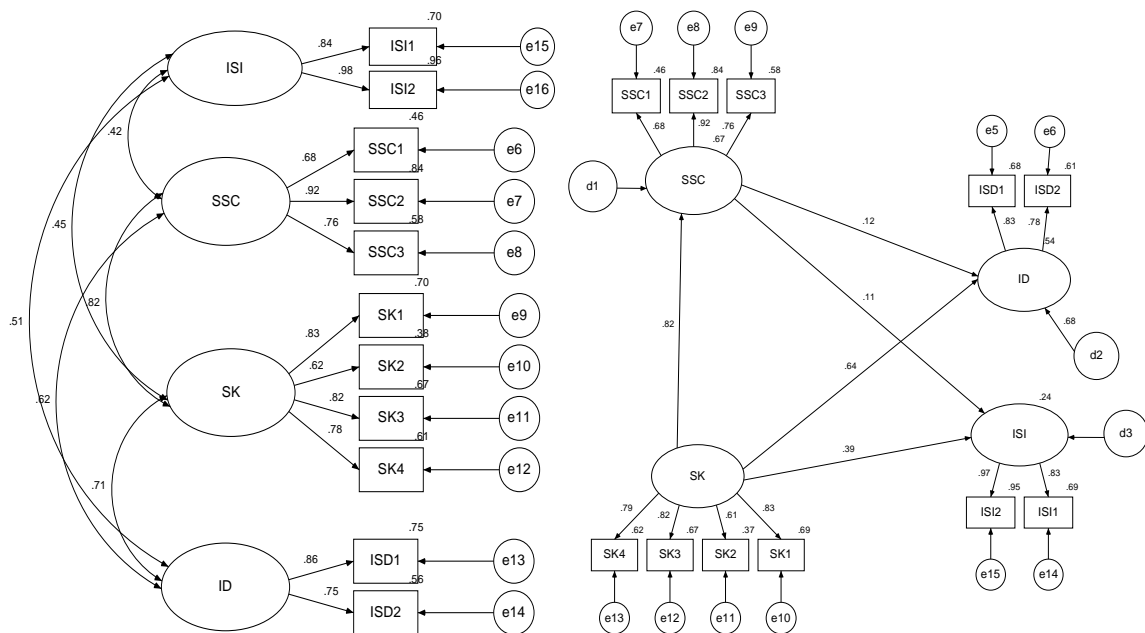 .70
.84
ISI1
e15
ISI
.96
.98
ISI2
e16
.42
.46
.68
SSC1
e6
.84
SSC
.92
SSC2
e7
.58
.76
SSC3
e8
.45
.82
.51
.62
.71
.70
.83
SK1
e9
.38
.62
SK2
e10
SK
.67
.82
SK3
e11
.61
.78
SK4
e12
.75
.86
ISD1
e13
ID
.56
.75
ISD2
e14
e7
e8
e9
.46
.84
.58
SSC1
SSC2
SSC3
.68
.92
.76
.67
d1
SSC
e5
e6
.68
.61
ISD1
ISD2
.83
.78
.54
ID
.12
.11
.82
.64
.39
.68
d2
.24
ISI
d3
.97
.83
.95
.69
ISI2
ISI1
e15
e14
SK
.79
.82
.61
.83
.62
.67
.37
.69
SK4
SK3
SK2
SK1
e13
e12
e11
e10